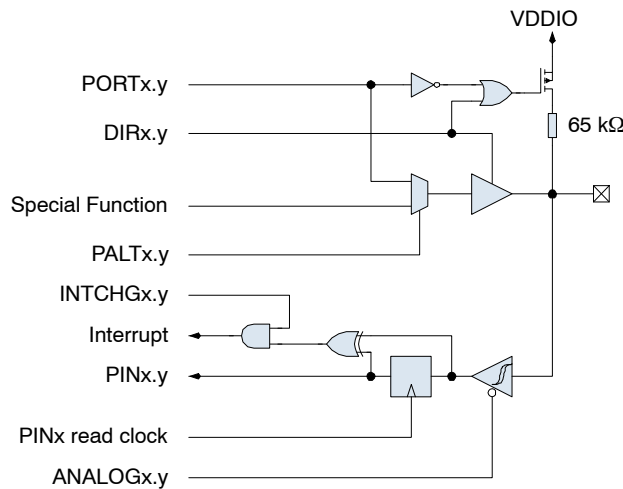 VDDIO
PORTx.y
65 kΩ
DIRx.y
Special Function
PALTx.y
INTCHGx.y
Interrupt
PINx.y
PINx read clock
ANALOGx.y